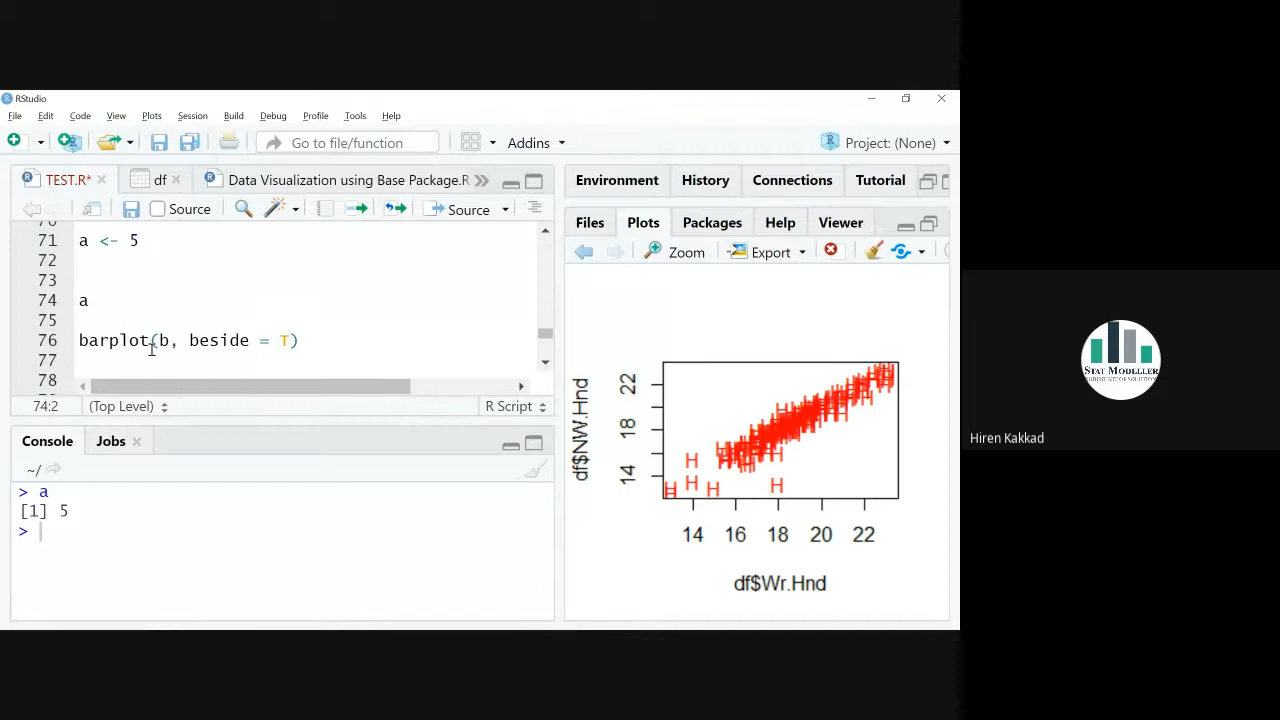 RStudio
File Edit Code View Plots Session Build Debug Profile Tools Help
Go to file/function Addins Project: (None)
TEST.R* df Data Visualization using Base Package.R
Source Source
71 a <- 5
72
73
74 a
75
76 barplot(b, beside = T)
77
78
74:2 (Top Level) R Script
Console Jobs
~/
> a
[1] 5
>
Environment History Connections Tutorial
Files Plots Packages Help Viewer
Zoom Export
df$NW.Hnd
22
18
14
14 16 18 20 22
df$Wr.Hnd
STAT MODELLER
Hiren Kakkad